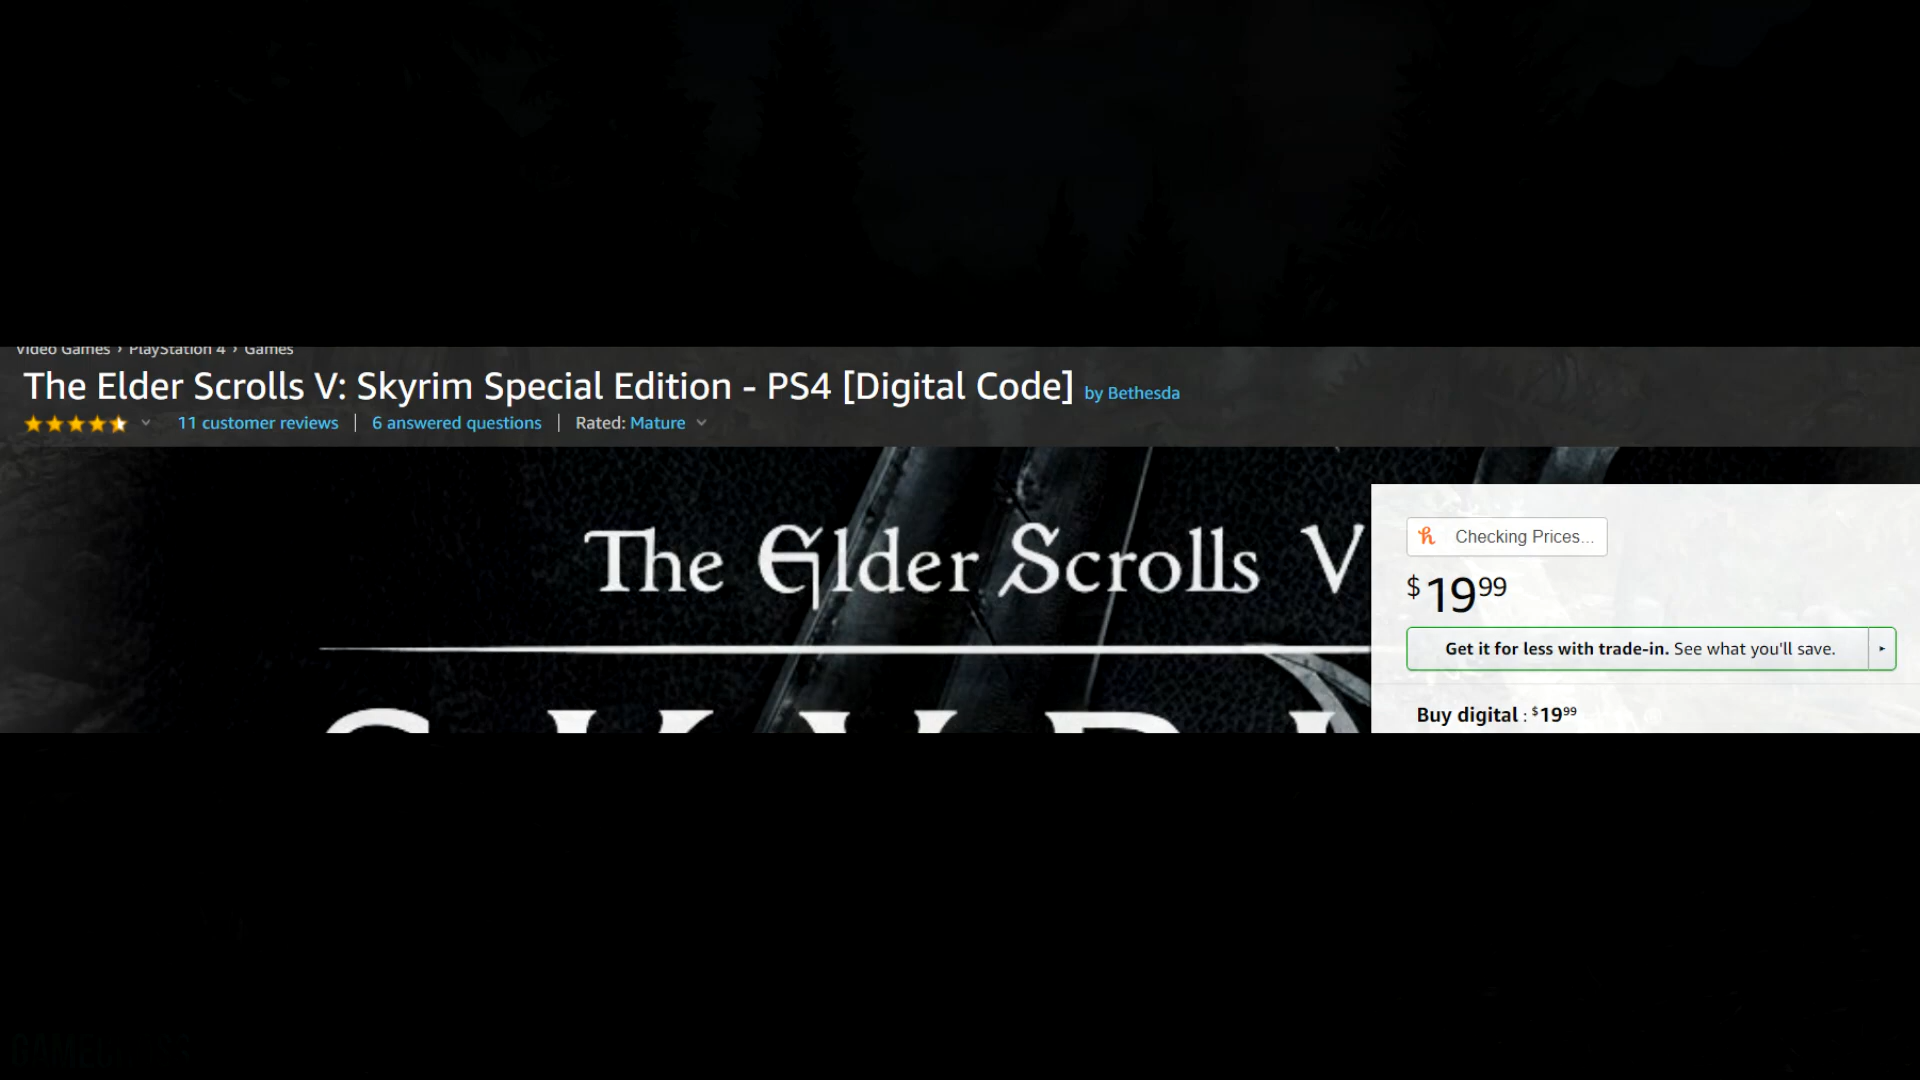 Video Games › PlayStation 4 › Games
The Elder Scrolls V: Skyrim Special Edition - PS4 [Digital Code] by Bethesda
11 customer reviews | 6 answered questions | Rated: Mature
The Elder Scrolls V
SKYRI
h Checking Prices...
$19.99
Get it for less with trade-in. See what you'll save.
Buy digital : $19.99